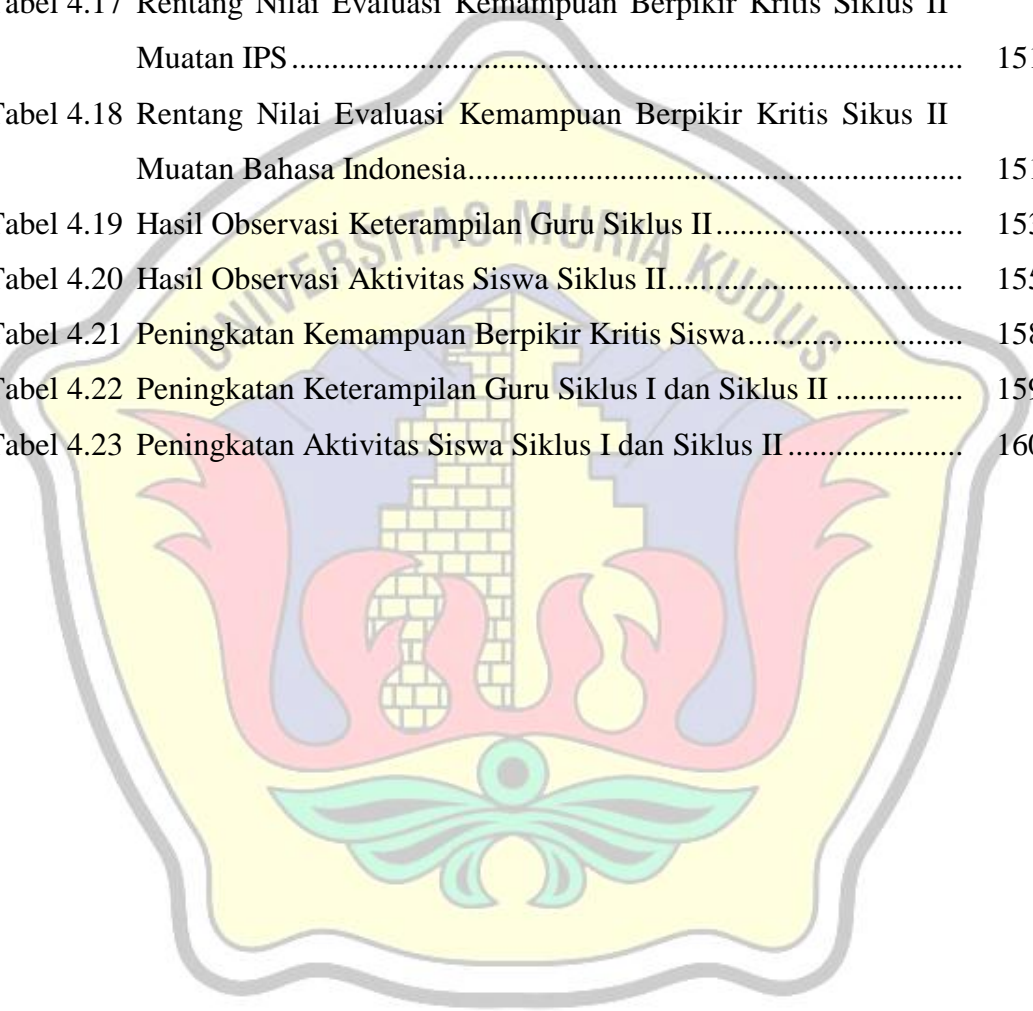 Tabel 4.17 Rentang Nilai Evaluasi Kemampuan Berpikir Kritis Siklus II
Muatan IPS ........ 151
Tabel 4.18 Rentang Nilai Evaluasi Kemampuan Berpikir Kritis Sikus II
Muatan Bahasa Indonesia ........ 151
Tabel 4.19 Hasil Observasi Keterampilan Guru Siklus II ........ 153
Tabel 4.20 Hasil Observasi Aktivitas Siswa Siklus II ........ 155
Tabel 4.21 Peningkatan Kemampuan Berpikir Kritis Siswa ........ 158
Tabel 4.22 Peningkatan Keterampilan Guru Siklus I dan Siklus II ........ 159
Tabel 4.23 Peningkatan Aktivitas Siswa Siklus I dan Siklus II ........ 160
UNIVERSITAS MURIA KUDUS